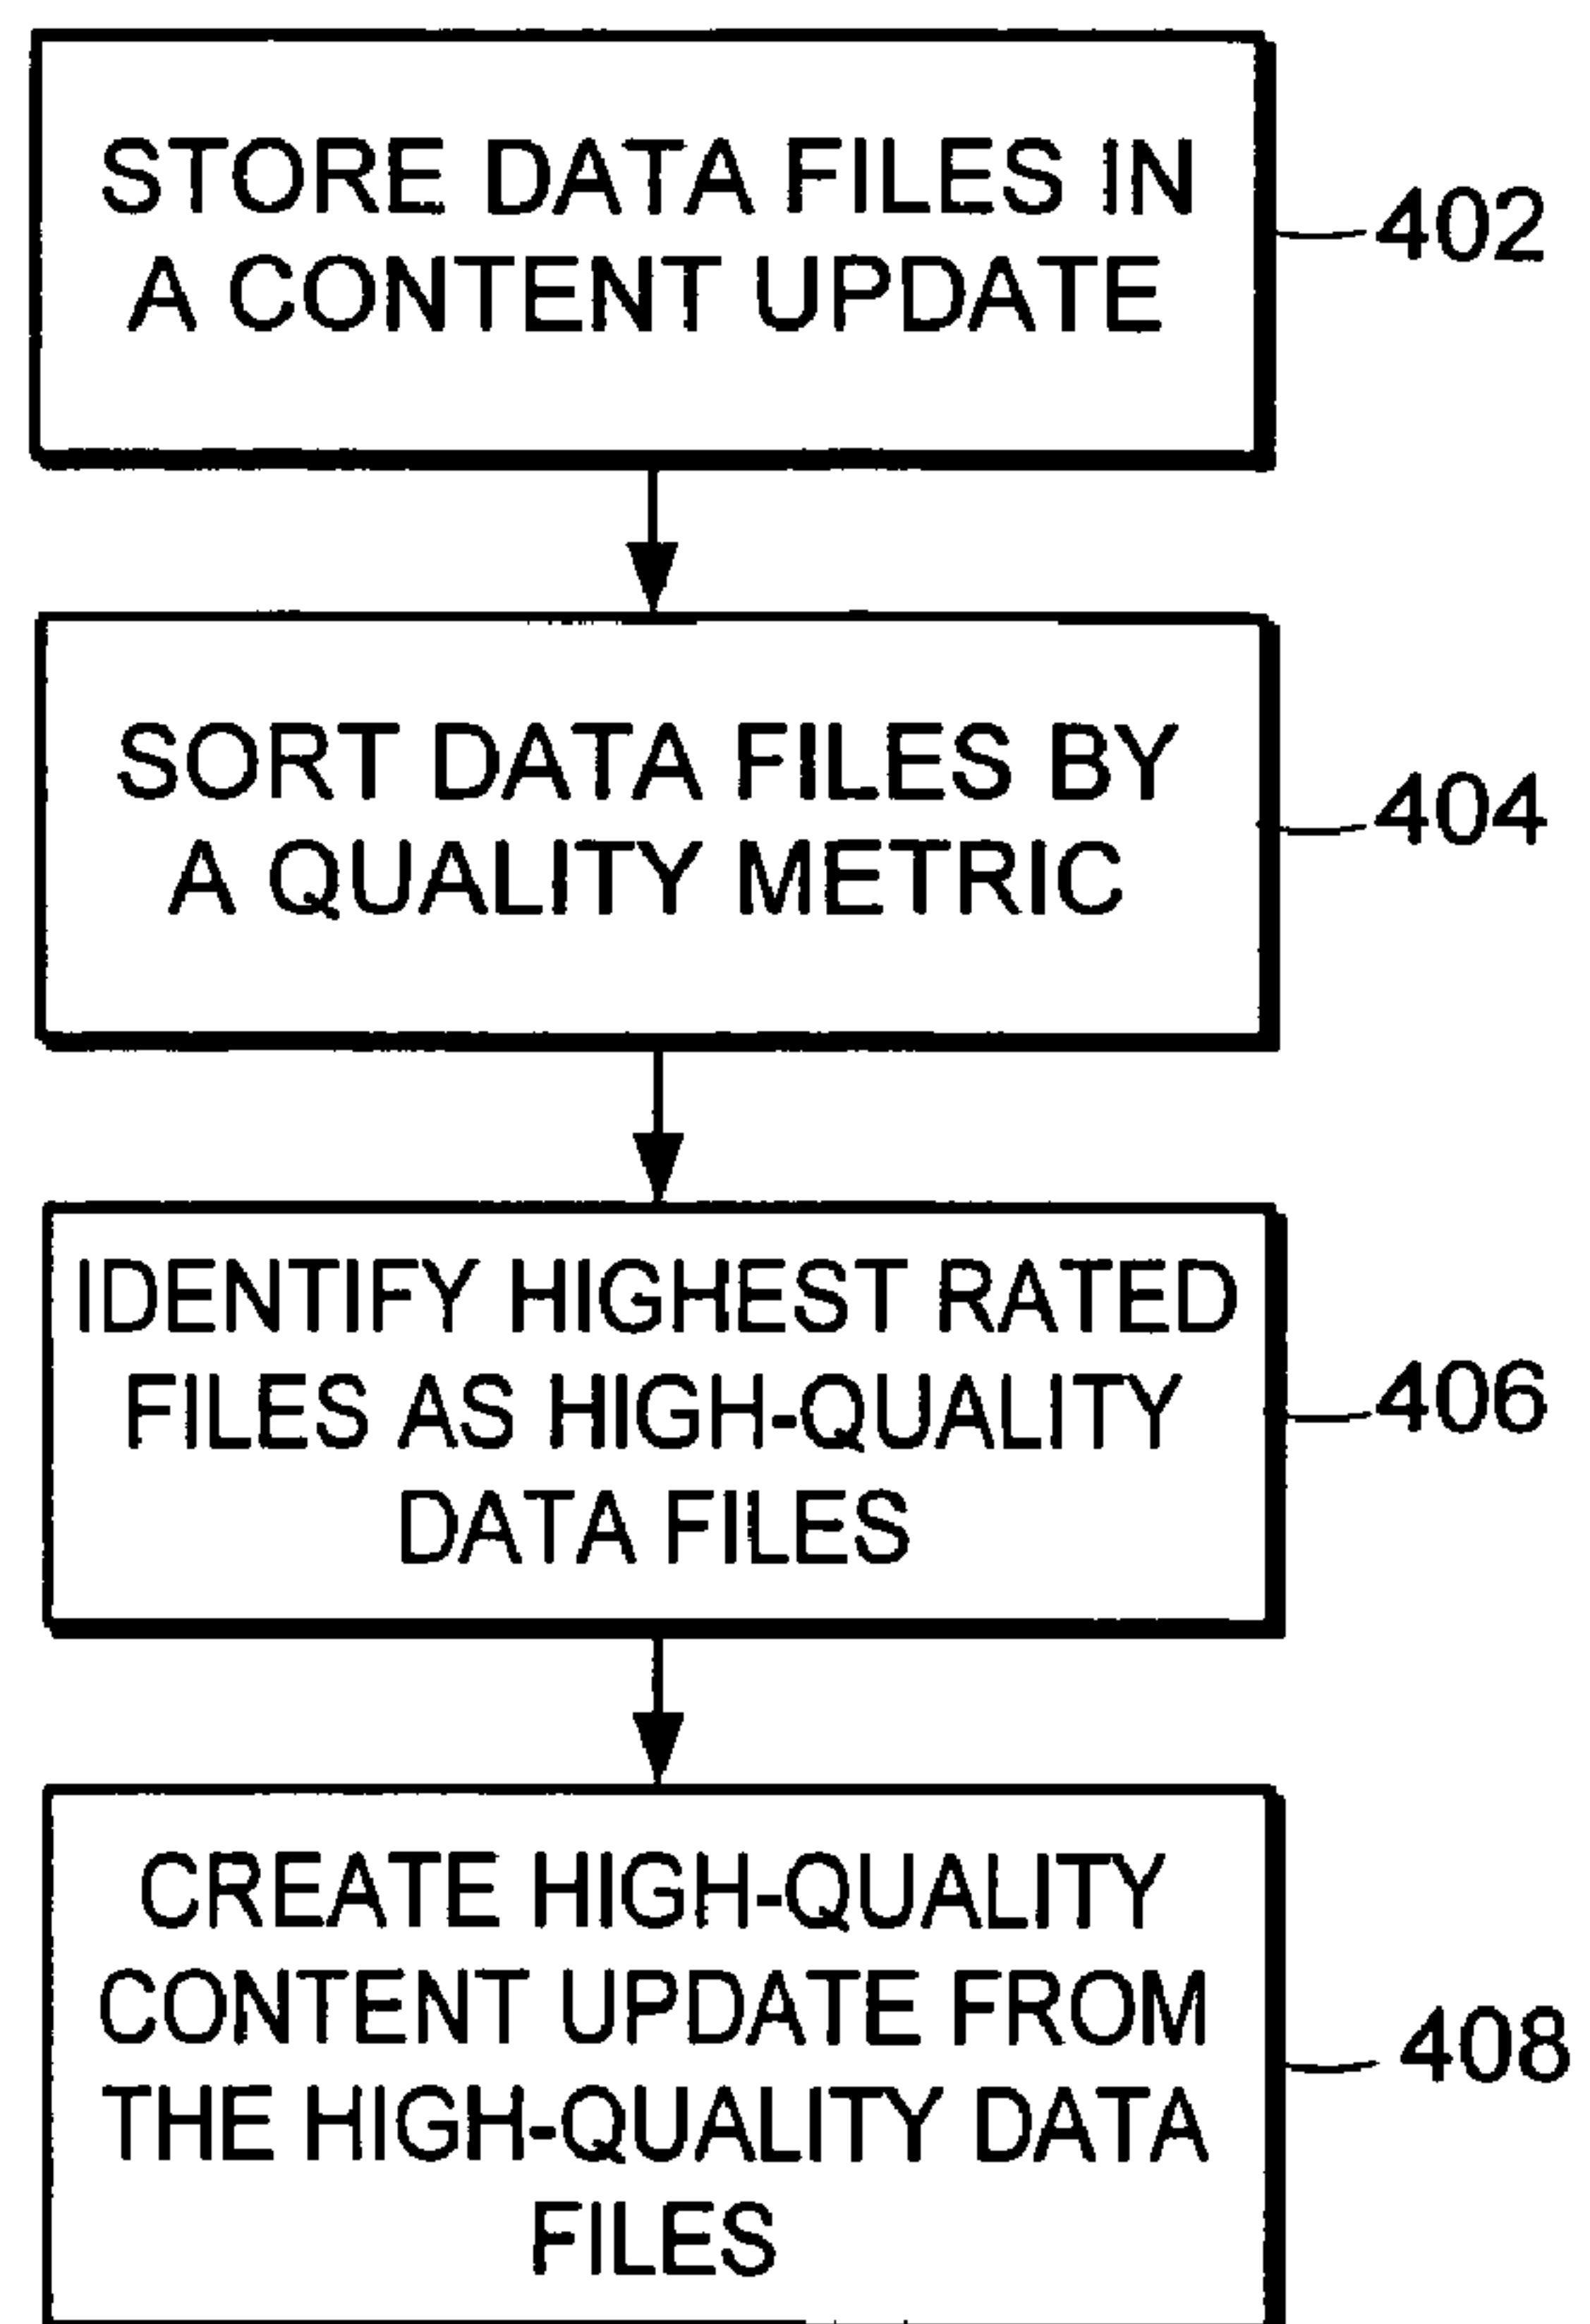 STORE DATA FILES IN
A CONTENT UPDATE
402
SORT DATA FILES BY
A QUALITY METRIC
404
IDENTIFY HIGHEST RATED
FILES AS HIGH-QUALITY
DATA FILES
406
CREATE HIGH-QUALITY
CONTENT UPDATE FROM
THE HIGH-QUALITY DATA
FILES
408